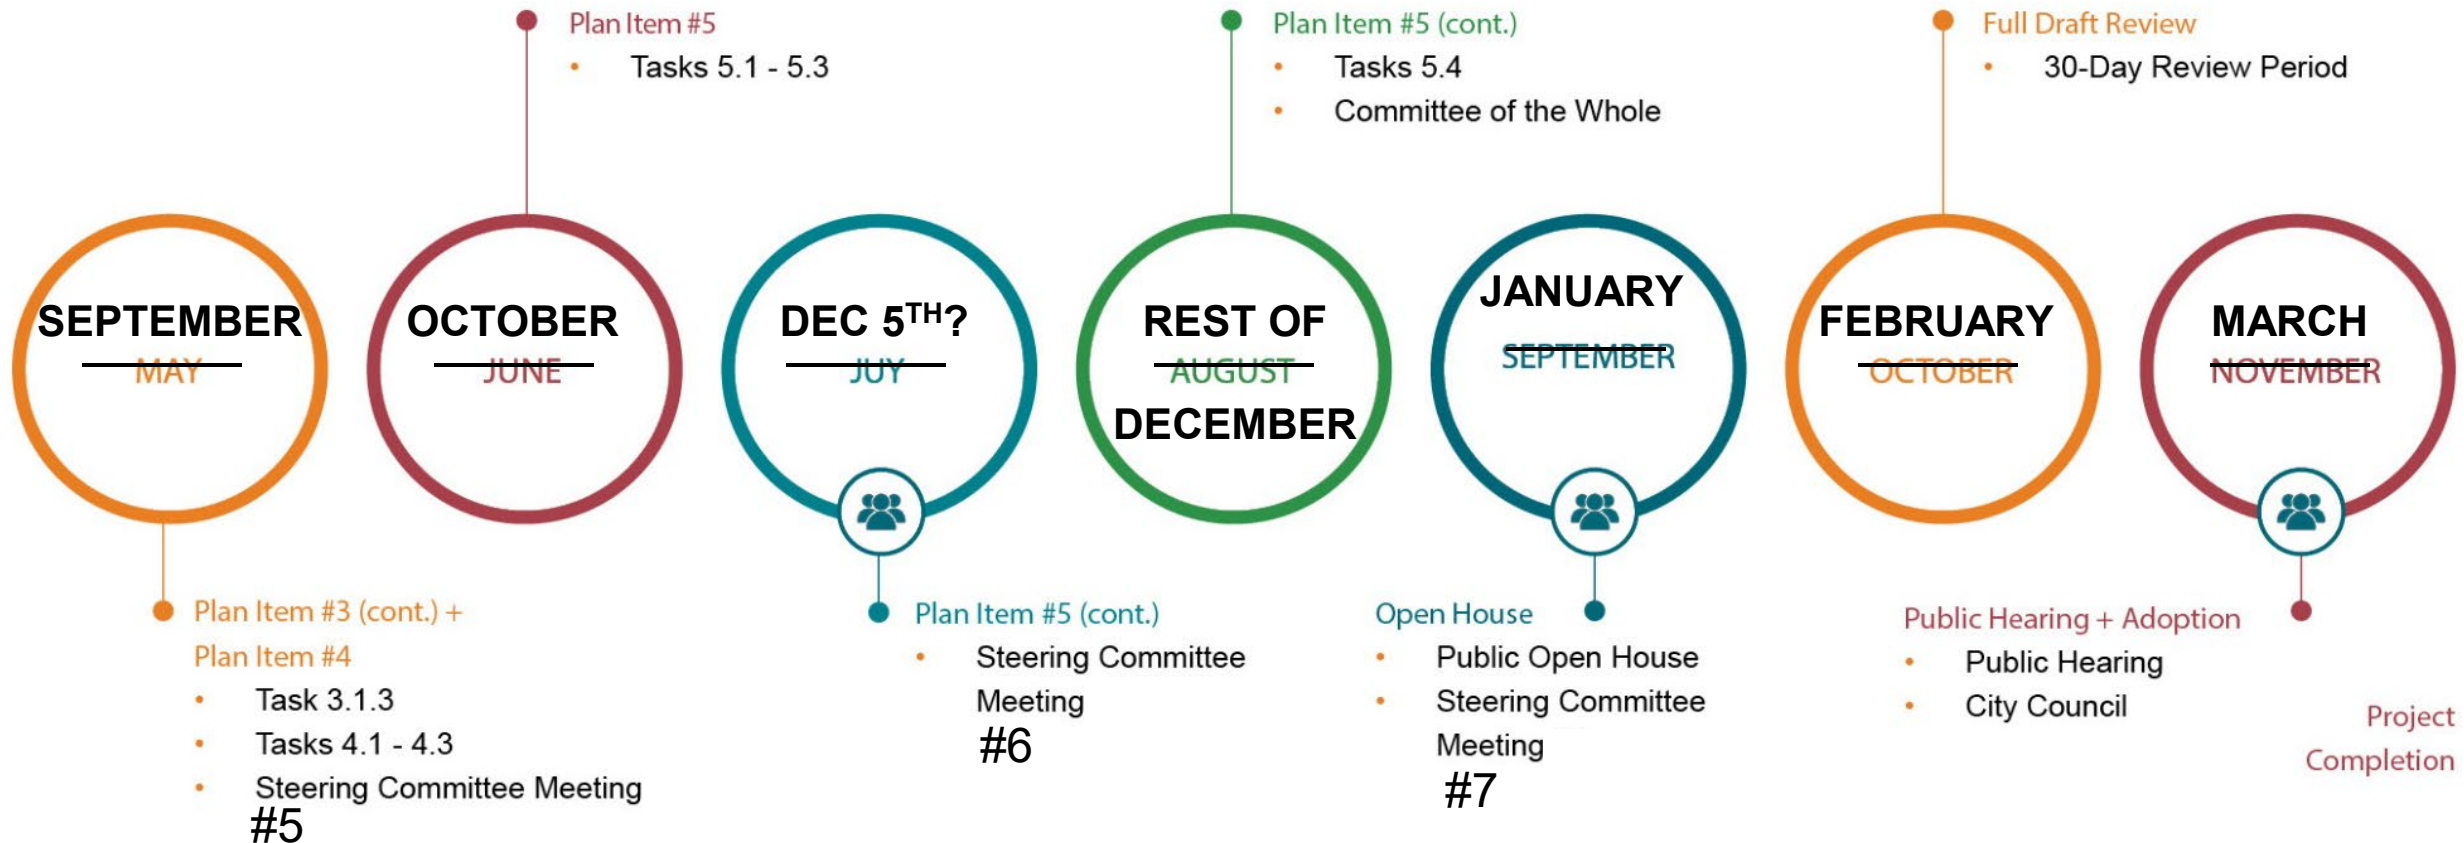 Plan Item #5
• Tasks 5.1 - 5.3
Plan Item #5 (cont.)
• Tasks 5.4
• Committee of the Whole
Full Draft Review
• 30-Day Review Period
SEPTEMBER
MAY
OCTOBER
JUNE
DEC 5TH?
JUY
REST OF
AUGUST
DECEMBER
JANUARY
SEPTEMBER
FEBRUARY
OCTOBER
MARCH
NOVEMBER
Plan Item #3 (cont.) +
Plan Item #4
• Task 3.1.3
• Tasks 4.1 - 4.3
• Steering Committee Meeting
#5
Plan Item #5 (cont.)
• Steering Committee
Meeting
#6
Open House
• Public Open House
• Steering Committee
Meeting
#7
Public Hearing + Adoption
• Public Hearing
• City Council
Project
Completion